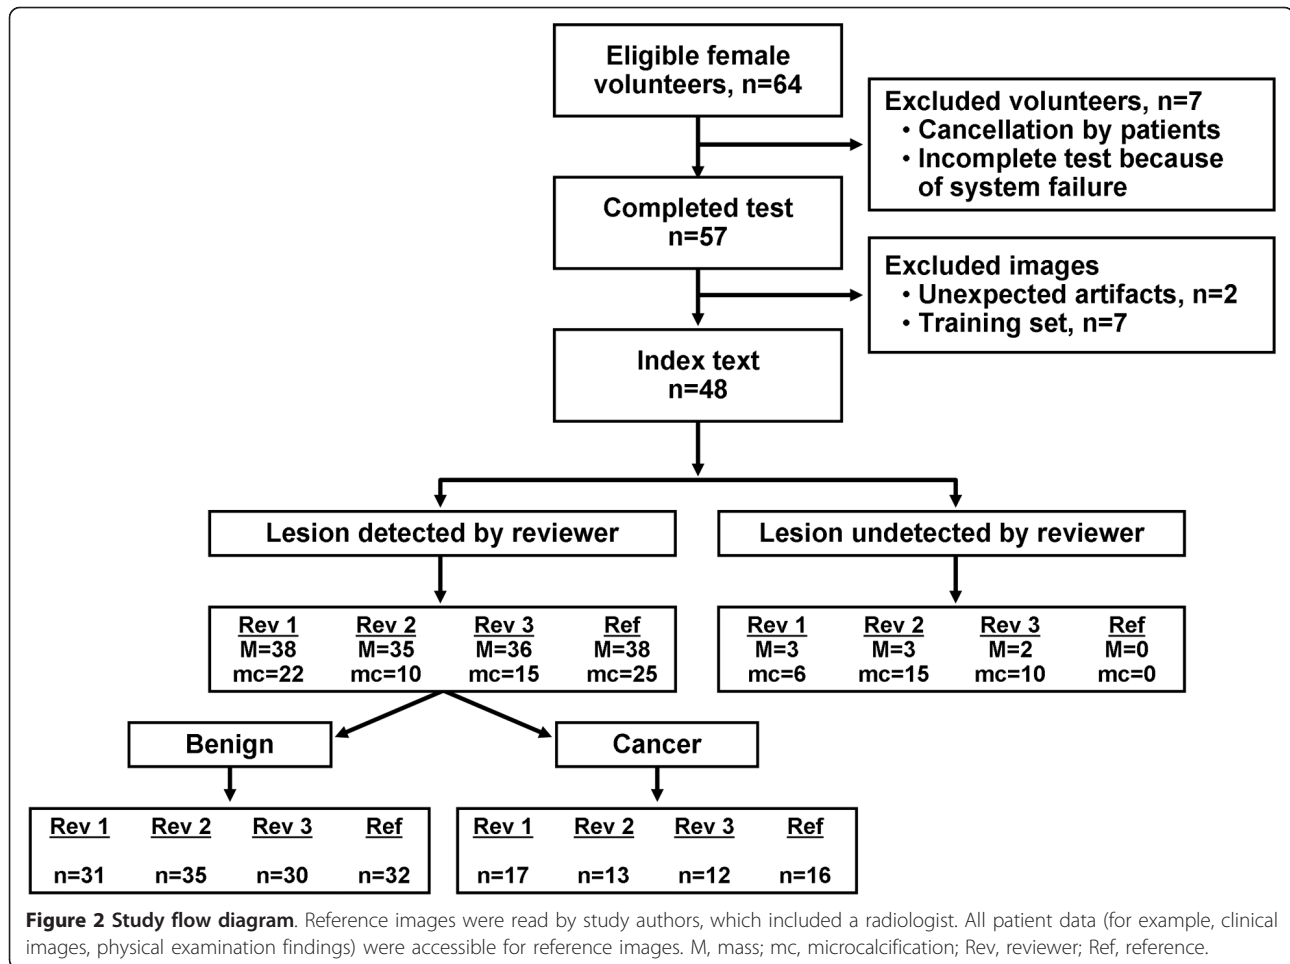 Eligible female
volunteers, n=64
Excluded volunteers, n=7
• Cancellation by patients
• Incomplete test because
of system failure
Completed test
n=57
Excluded images
• Unexpected artifacts, n=2
• Training set, n=7
Index text
n=48
Lesion detected by reviewer
Lesion undetected by reviewer
Rev 1 Rev 2 Rev 3 Ref
M=38 M=35 M=36 M=38
mc=22 mc=10 mc=15 mc=25
Rev 1 Rev 2 Rev 3 Ref
M=3 M=3 M=2 M=0
mc=6 mc=15 mc=10 mc=0
Benign
Cancer
Rev 1 Rev 2 Rev 3 Ref
n=31 n=35 n=30 n=32
Rev 1 Rev 2 Rev 3 Ref
n=17 n=13 n=12 n=16
Figure 2 Study flow diagram. Reference images were read by study authors, which included a radiologist. All patient data (for example, clinical
images, physical examination findings) were accessible for reference images. M, mass; mc, microcalcification; Rev, reviewer; Ref, reference.